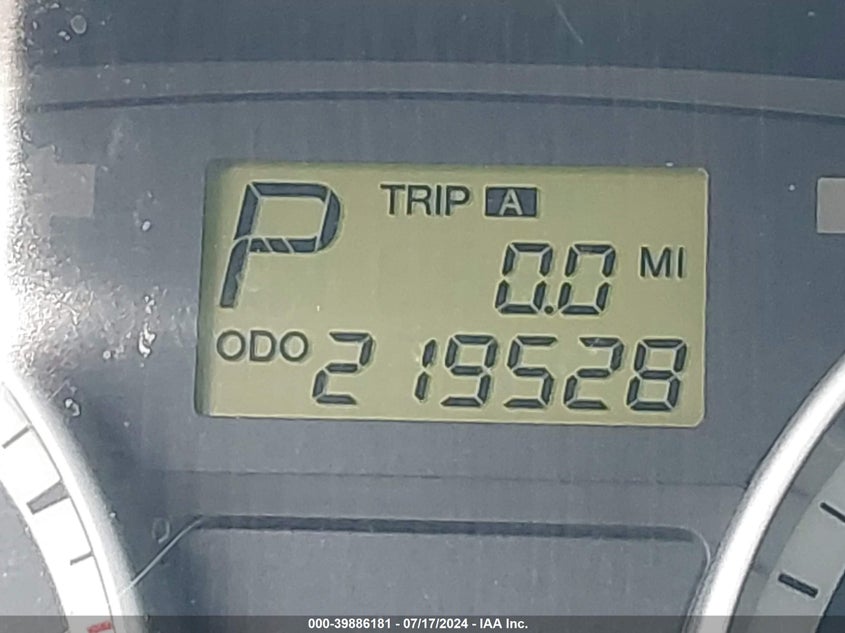 P TRIP A
0.0 MI
ODO 219528
000-39886181 - 07/17/2024 - IAA Inc.